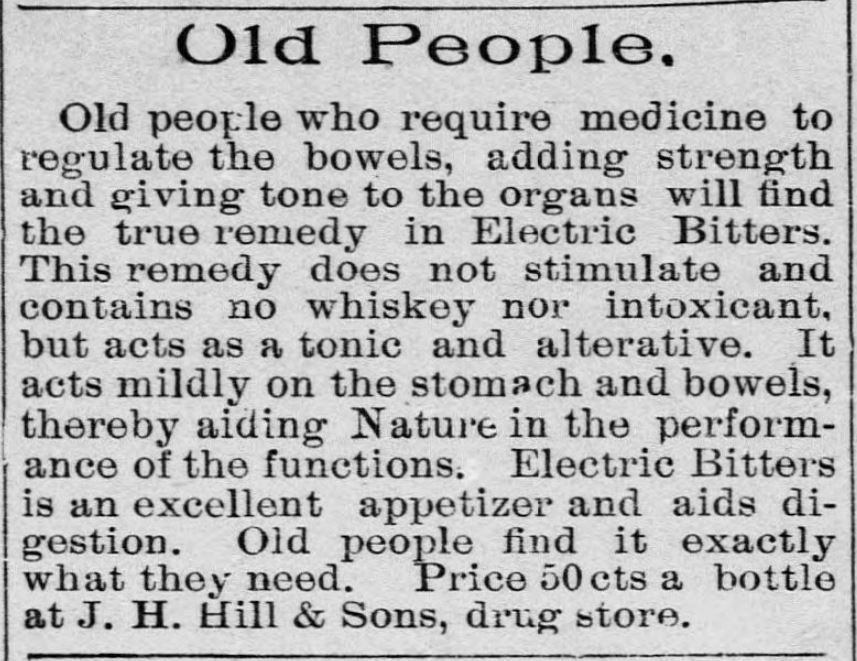 Old People.
Old people who require medicine to
regulate the bowels, adding strength
and giving tone to the organs will find
the true remedy in Electric Bitters.
This remedy does not stimulate and
contains no whiskey nor intoxicant,
but acts as a tonic and alterative. It
acts mildly on the stomach and bowels,
thereby aiding Nature in the perform-
ance of the functions. Electric Bitters
is an excellent appetizer and aids di-
gestion. Old people find it exactly
what they need. Price 50cts a bottle
at J. H. Hill & Sons, drug store.